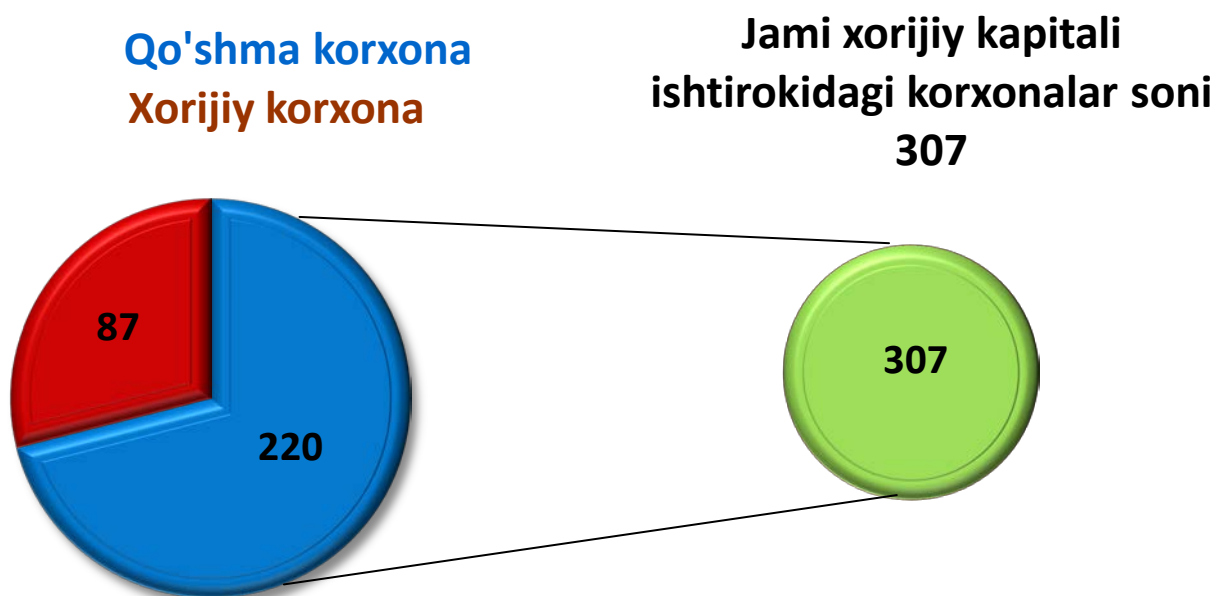 Qo'shma korxona
Xorijiy korxona
Jami xorijiy kapitali
ishtirokidagi korxonalar soni
307
87
220
307